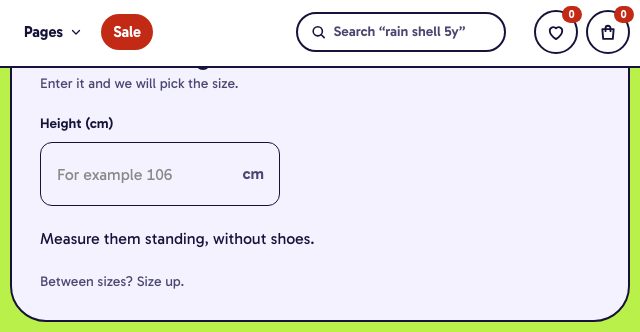 Pages
Sale
Search “rain shell 5y”
0
0
Enter it and we will pick the size.
Height (cm)
For example 106
cm
Measure them standing, without shoes.
Between sizes? Size up.